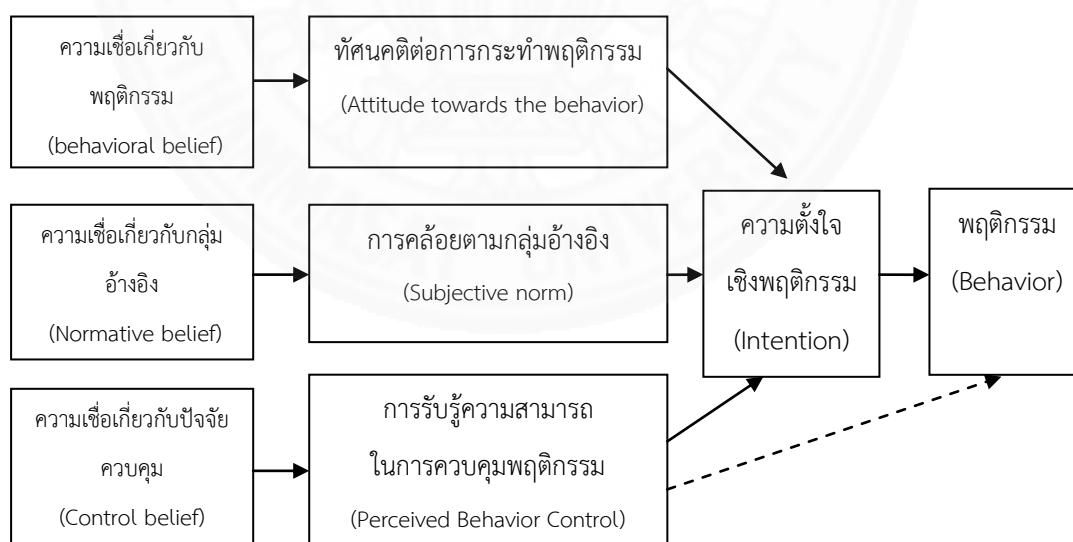 ความเชื่อเกี่ยวกับ
พฤติกรรม
(behavioral belief)
ทัศนคติต่อการกระทำพฤติกรรม
(Attitude towards the behavior)
ความเชื่อเกี่ยวกับกลุ่ม
อ้างอิง
(Normative belief)
การคล้อยตามกลุ่มอ้างอิง
(Subjective norm)
ความตั้งใจ
เชิงพฤติกรรม
(Intention)
พฤติกรรม
(Behavior)
ความเชื่อเกี่ยวกับปัจจัย
ควบคุม
(Control belief)
การรับรู้ความสามารถ
ในการควบคุมพฤติกรรม
(Perceived Behavior Control)